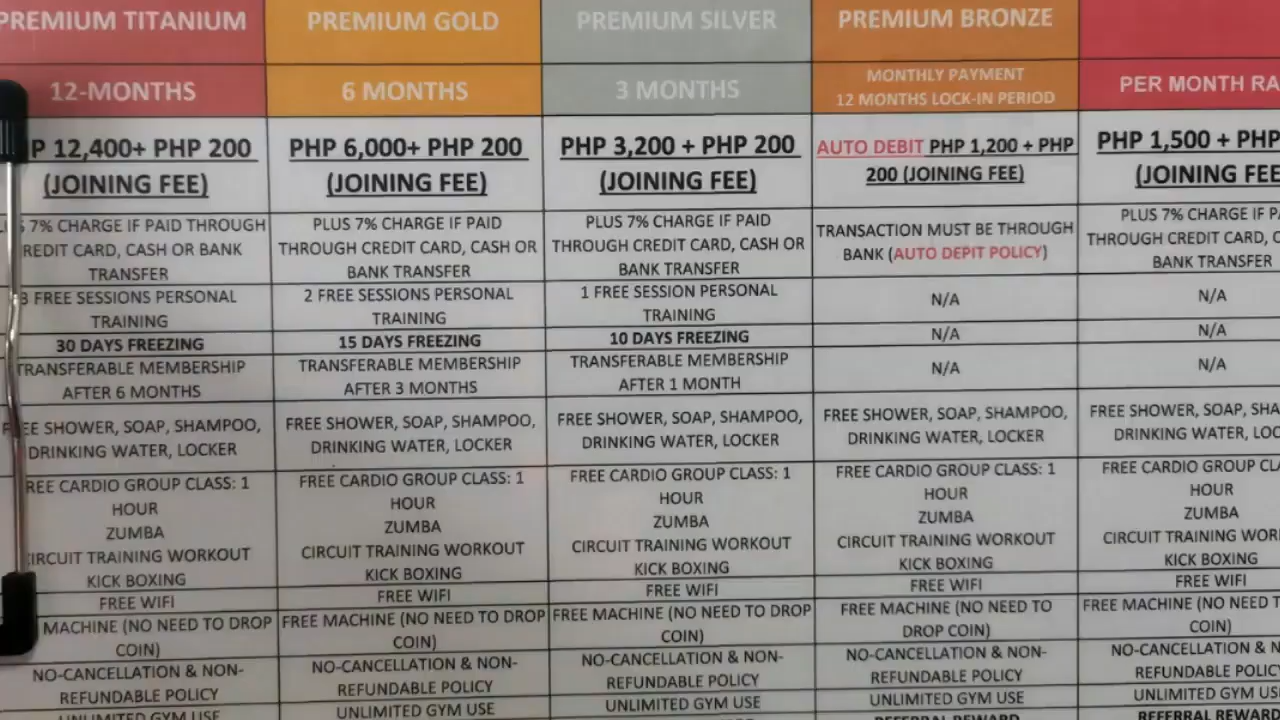 PREMIUM TITANIUM
12-MONTHS
P 12,400+ PHP 200
(JOINING FEE)
7% CHARGE IF PAID THROUGH
REDIT CARD, CASH OR BANK
TRANSFER
3 FREE SESSIONS PERSONAL
TRAINING
30 DAYS FREEZING
TRANSFERABLE MEMBERSHIP
AFTER 6 MONTHS
FREE SHOWER, SOAP, SHAMPOO,
DRINKING WATER, LOCKER
FREE CARDIO GROUP CLASS: 1
HOUR
ZUMBA
CIRCUIT TRAINING WORKOUT
KICK BOXING
FREE WIFI
MACHINE (NO NEED TO DROP
COIN)
NO-CANCELLATION & NON-
REFUNDABLE POLICY
UNLIMITED GYM USE
PREMIUM GOLD
6 MONTHS
PHP 6,000+ PHP 200
(JOINING FEE)
PLUS 7% CHARGE IF PAID
THROUGH CREDIT CARD, CASH OR
BANK TRANSFER
2 FREE SESSIONS PERSONAL
TRAINING
15 DAYS FREEZING
TRANSFERABLE MEMBERSHIP
AFTER 3 MONTHS
FREE SHOWER, SOAP, SHAMPOO,
DRINKING WATER, LOCKER
FREE CARDIO GROUP CLASS: 1
HOUR
ZUMBA
CIRCUIT TRAINING WORKOUT
KICK BOXING
FREE WIFI
FREE MACHINE (NO NEED TO DROP
COIN)
NO-CANCELLATION & NON-
REFUNDABLE POLICY
UNLIMITED GYM USE
PREMIUM SILVER
3 MONTHS
PHP 3,200 + PHP 200
(JOINING FEE)
PLUS 7% CHARGE IF PAID
THROUGH CREDIT CARD, CASH OR
BANK TRANSFER
1 FREE SESSION PERSONAL
TRAINING
10 DAYS FREEZING
TRANSFERABLE MEMBERSHIP
AFTER 1 MONTH
FREE SHOWER, SOAP, SHAMPOO,
DRINKING WATER, LOCKER
FREE CARDIO GROUP CLASS: 1
HOUR
ZUMBA
CIRCUIT TRAINING WORKOUT
KICK BOXING
FREE WIFI
FREE MACHINE (NO NEED TO DROP
COIN)
NO-CANCELLATION & NON-
REFUNDABLE POLICY
UNLIMITED GYM USE
PREMIUM BRONZE
MONTHLY PAYMENT
12 MONTHS LOCK-IN PERIOD
AUTO DEBIT PHP 1,200 + PHP
200 (JOINING FEE)
TRANSACTION MUST BE THROUGH
BANK (AUTO DEPIT POLICY)
N/A
N/A
N/A
FREE SHOWER, SOAP, SHAMPOO,
DRINKING WATER, LOCKER
FREE CARDIO GROUP CLASS: 1
HOUR
ZUMBA
CIRCUIT TRAINING WORKOUT
KICK BOXING
FREE WIFI
FREE MACHINE (NO NEED TO
DROP COIN)
NO-CANCELLATION & NON-
REFUNDABLE POLICY
UNLIMITED GYM USE
REFERRAL REWARD
PER MONTH RA
PHP 1,500 + PHP
(JOINING FEE
PLUS 7% CHARGE IF P
THROUGH CREDIT CARD, C
BANK TRANSFER
N/A
N/A
N/A
FREE SHOWER, SOAP, SHA
DRINKING WATER, LOC
FREE CARDIO GROUP CLA
HOUR
ZUMBA
CIRCUIT TRAINING WOR
KICK BOXING
FREE WIFI
FREE MACHINE (NO NEED T
COIN)
NO-CANCELLATION & N
REFUNDABLE POLICY
UNLIMITED GYM US
REFERRAL REWARD